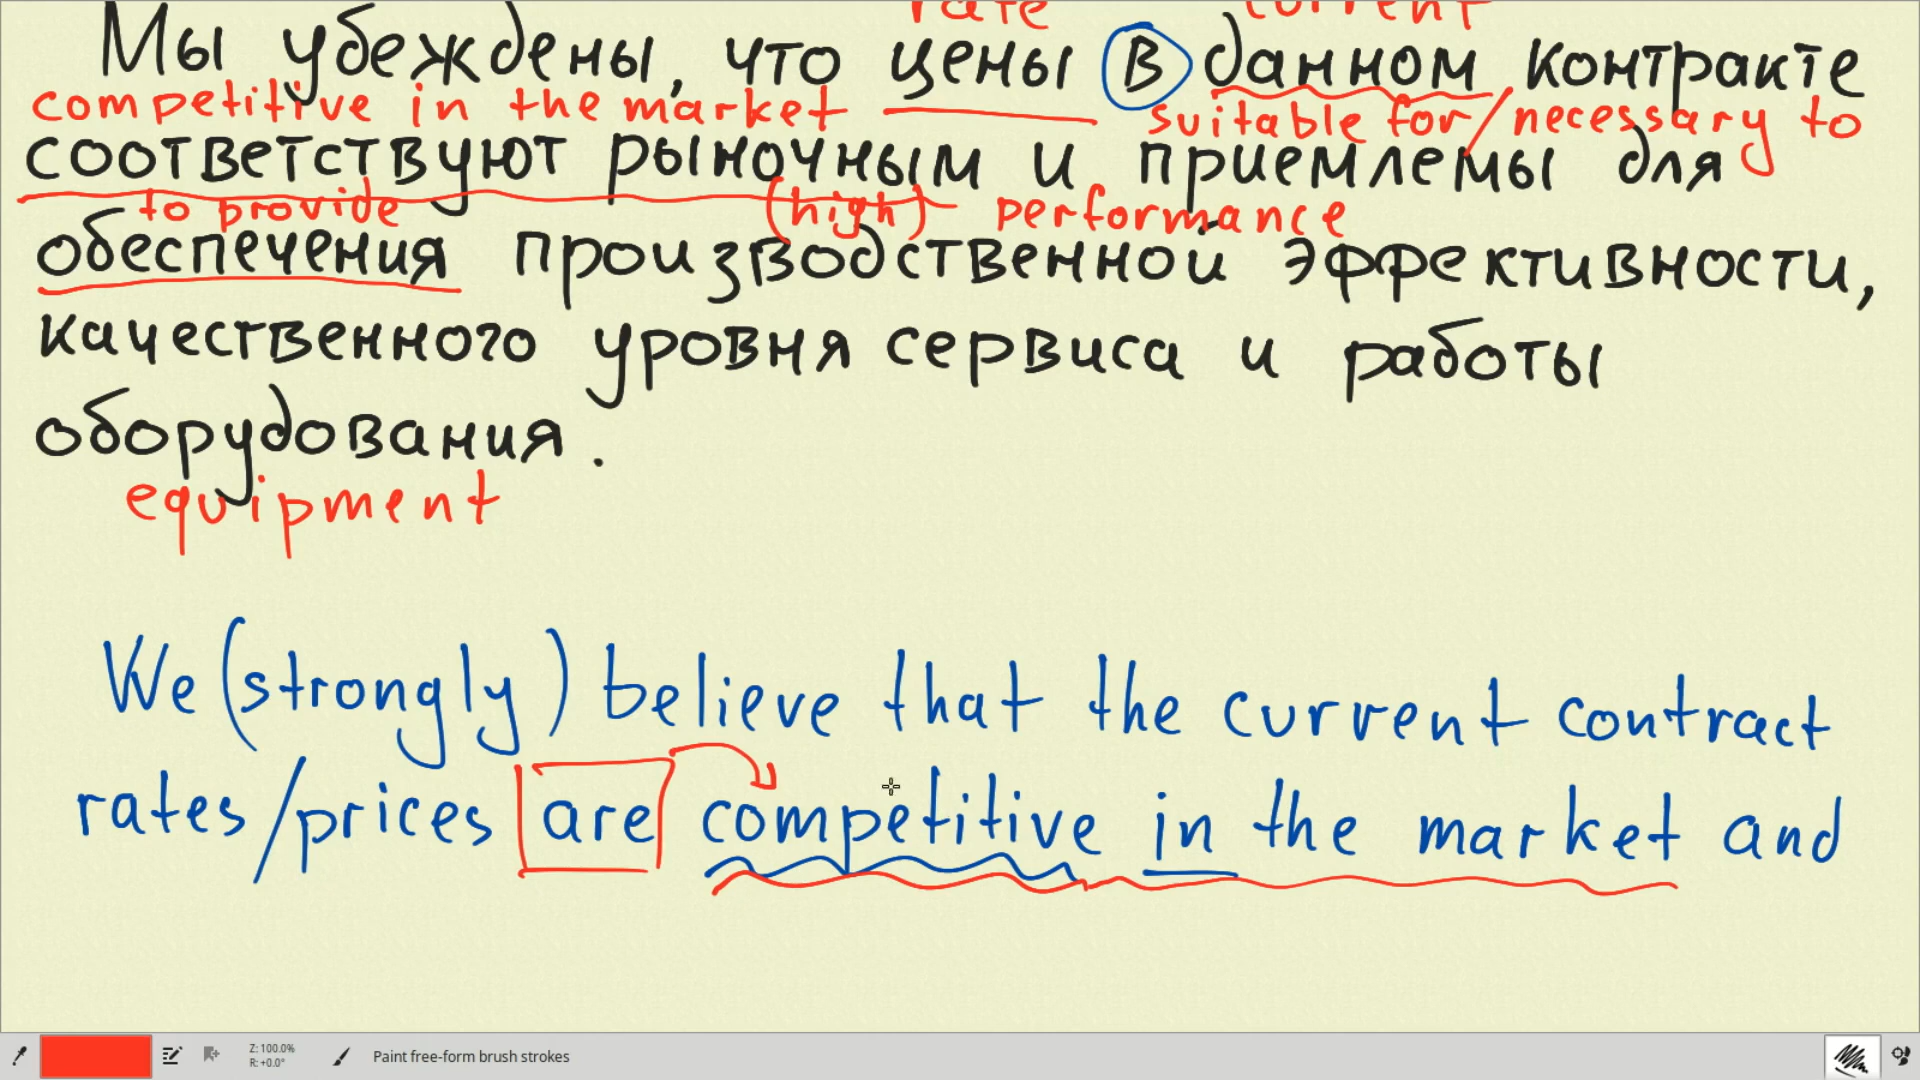 rate current
Мы убеждены, что цены в данном контракте
competitive in the market suitable for/necessary to
соответствуют рыночным и приемлемы для
to provide (high) performance
обеспечения производственной эффективности,
качественного уровня сервиса и работы
оборудования.
equipment
We (strongly) believe that the current contract
rates/prices are competitive in the market and
Z: 100.0%
R: +0.0°
Paint free-form brush strokes